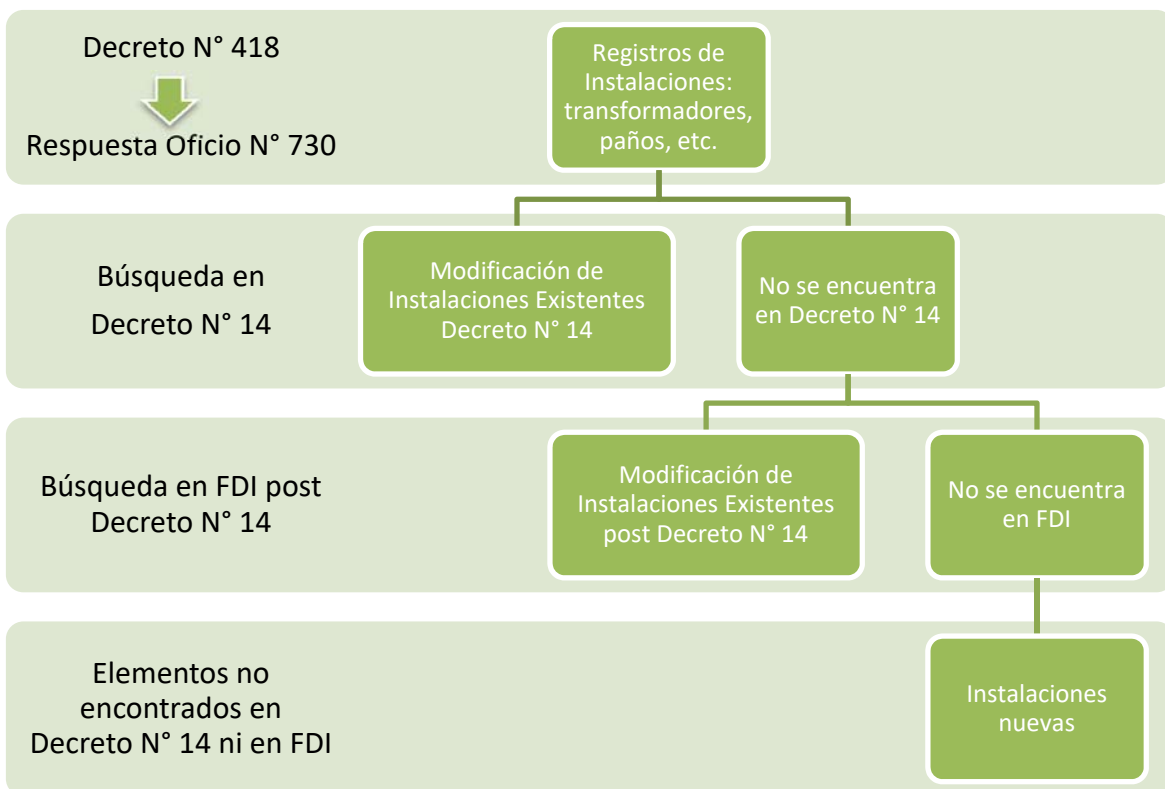 Decreto N° 418
Respuesta Oficio N° 730
Registros de
Instalaciones:
transformadores,
paños, etc.
Búsqueda en
Decreto N° 14
Modificación de
Instalaciones Existentes
Decreto N° 14
No se encuentra
en Decreto N° 14
Búsqueda en FDI post
Decreto N° 14
Modificación de
Instalaciones Existentes
post Decreto N° 14
No se encuentra
en FDI
Elementos no
encontrados en
Decreto N° 14 ni en FDI
Instalaciones
nuevas